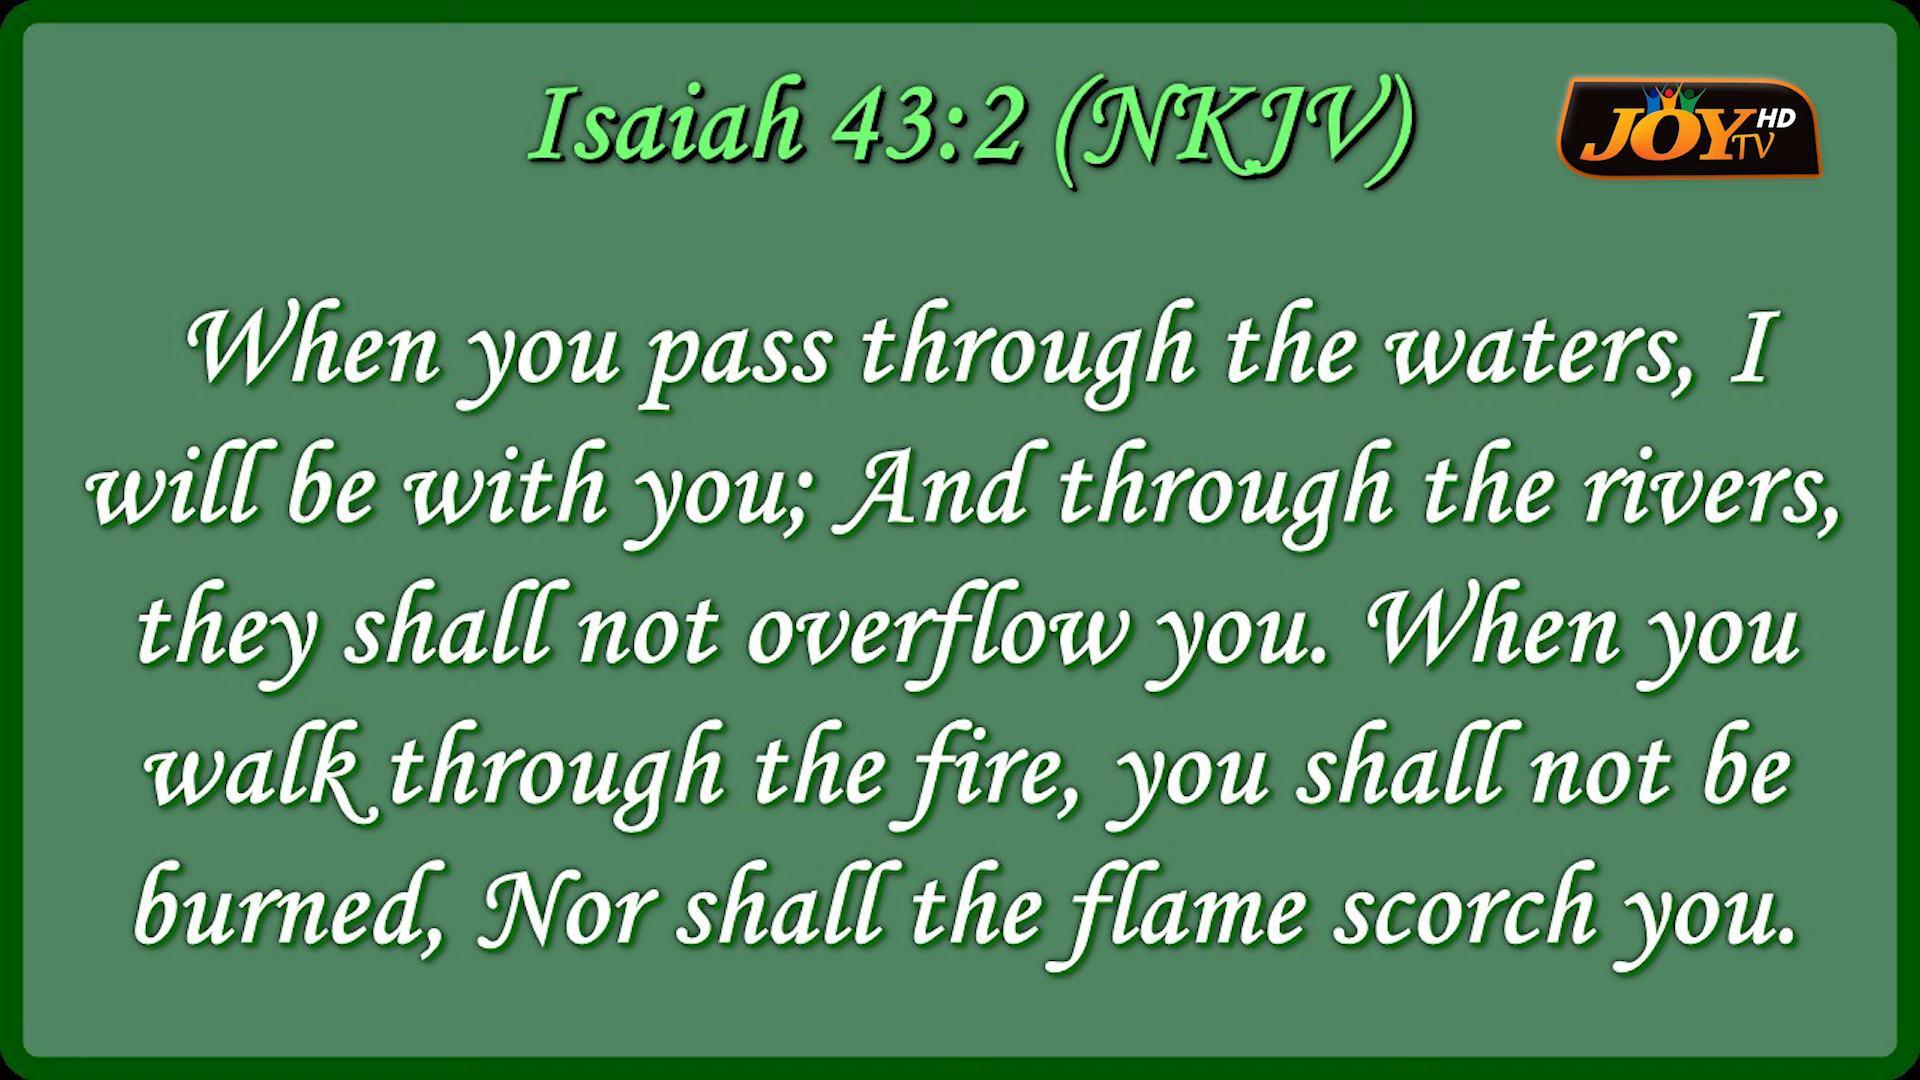 Isaiah 43:2 (NKJV)
JOY TV HD
When you pass through the waters, I
will be with you; And through the rivers,
they shall not overflow you. When you
walk through the fire, you shall not be
burned, Nor shall the flame scorch you.